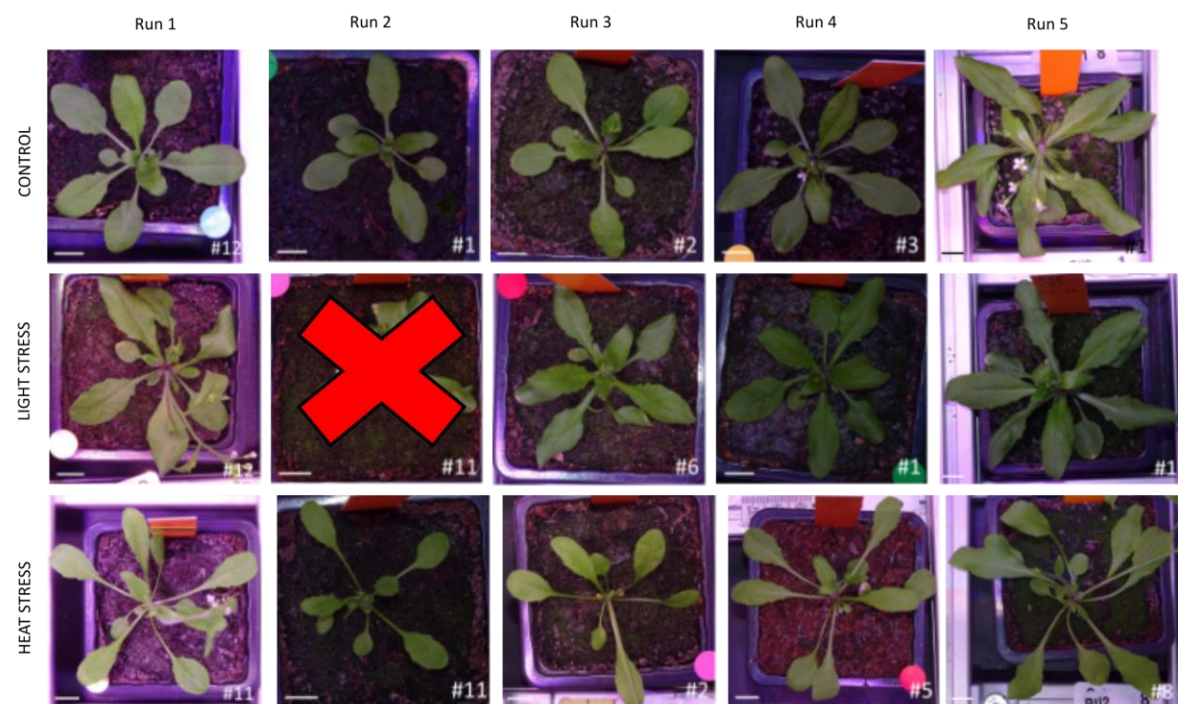 Run 1 Run 2 Run 3 Run 4 Run 5
CONTROL
#12 #1 #2 #3 #1
LIGHT STRESS
#12 #11 #6 #1 #1
HEAT STRESS
#11 #11 #2 #5 #8